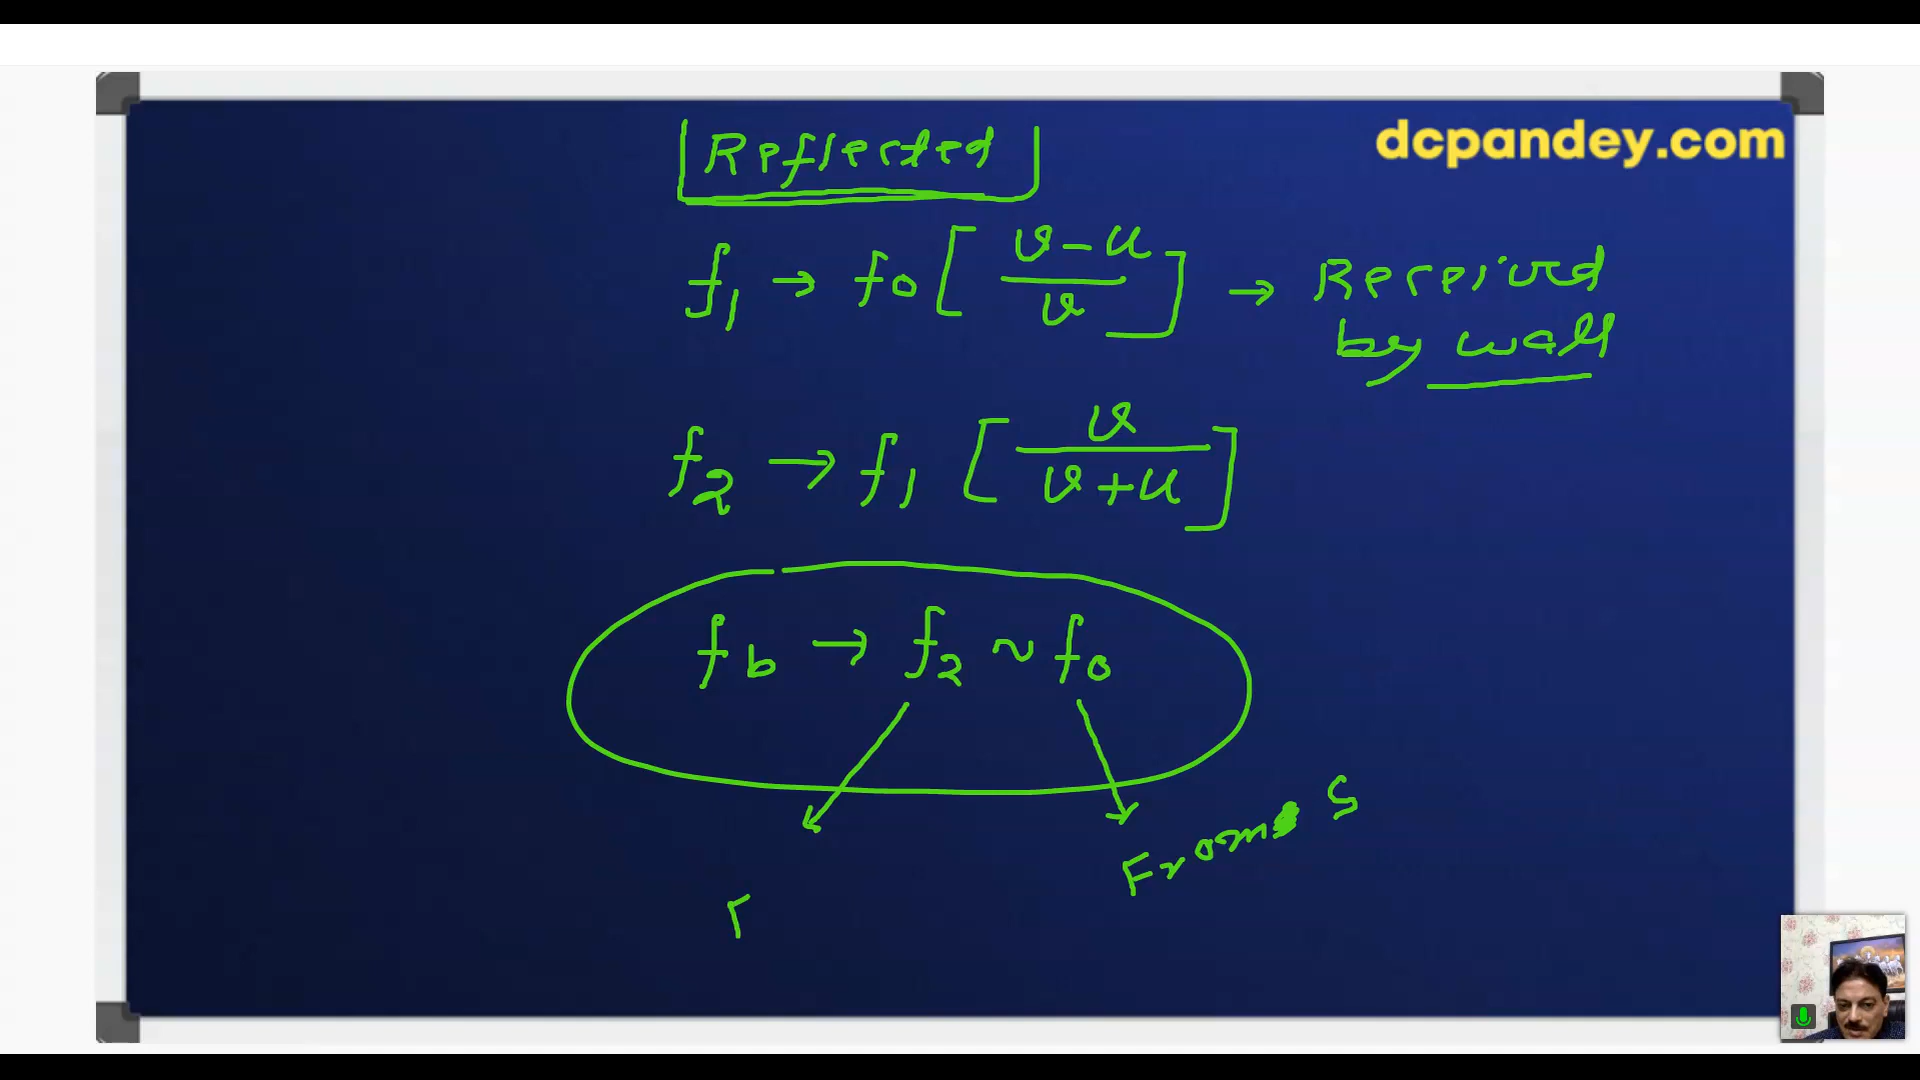 dcpandey.com
Reflected
f1 → f0 [ (v-u) / v ] → Received
by wall
f2 → f1 [ v / (v+u) ]
fb → f2 ~ f0
From S